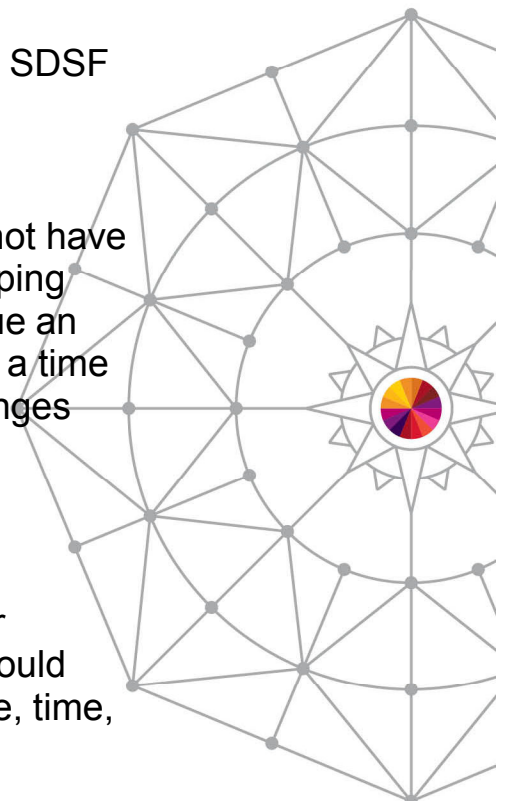 SDSF
not have
ping
ue an
a time
nges
r
ould
e, time,